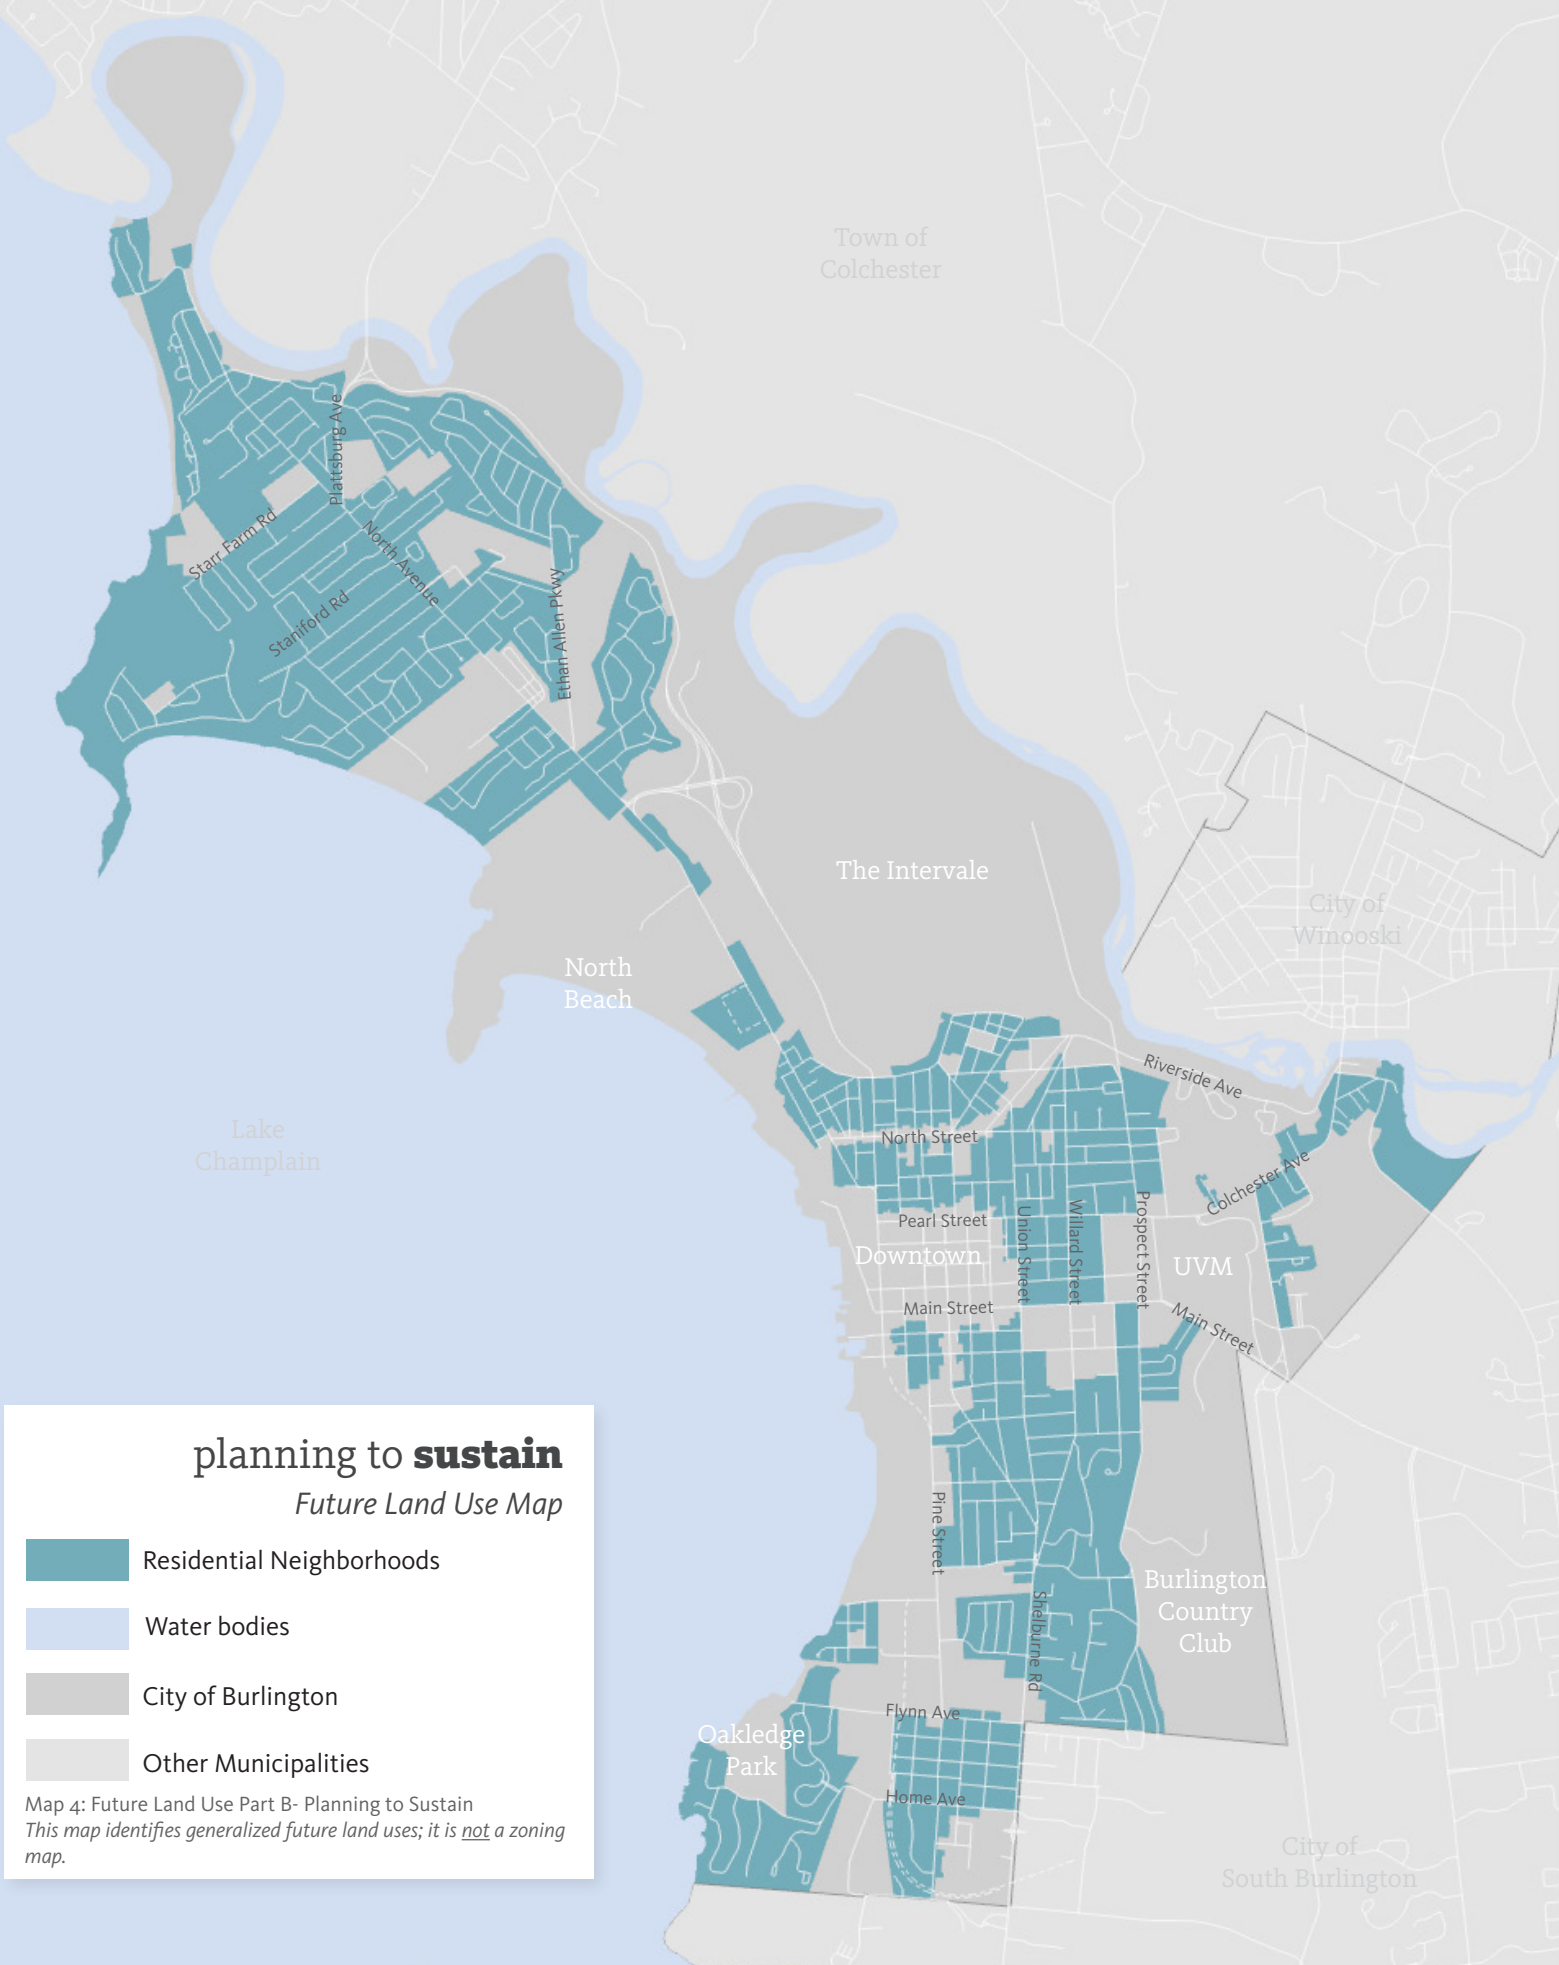 Town of
Colchester
Plattsburg Ave
Starr Farm Rd
North Avenue
Staniford Rd
Ethan Allen Pkwy
The Intervale
City of
Winooski
North
Beach
Riverside Ave
Lake
Champlain
North Street
Colchester Ave
Pearl Street
Union Street
Willard Street
Prospect Street
Downtown
UVM
Main Street
Main Street
Pine Street
Shelburne Rd
Burlington
Country
Club
Flynn Ave
Oakledge
Park
Home Ave
City of
South Burlington
planning to sustain
Future Land Use Map
Residential Neighborhoods
Water bodies
City of Burlington
Other Municipalities
Map 4: Future Land Use Part B- Planning to Sustain
This map identifies generalized future land uses; it is not a zoning
map.